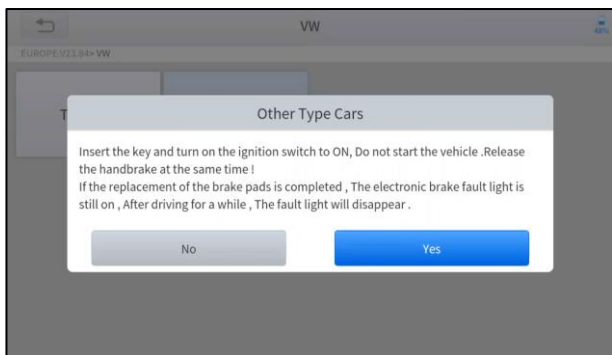 VW
48%
EUROPE.V23.64> VW
T
Other Type Cars
Insert the key and turn on the ignition switch to ON, Do not start the vehicle .Release
the handbrake at the same time !
If the replacement of the brake pads is completed , The electronic brake fault light is
still on , After driving for a while , The fault light will disappear .
No
Yes